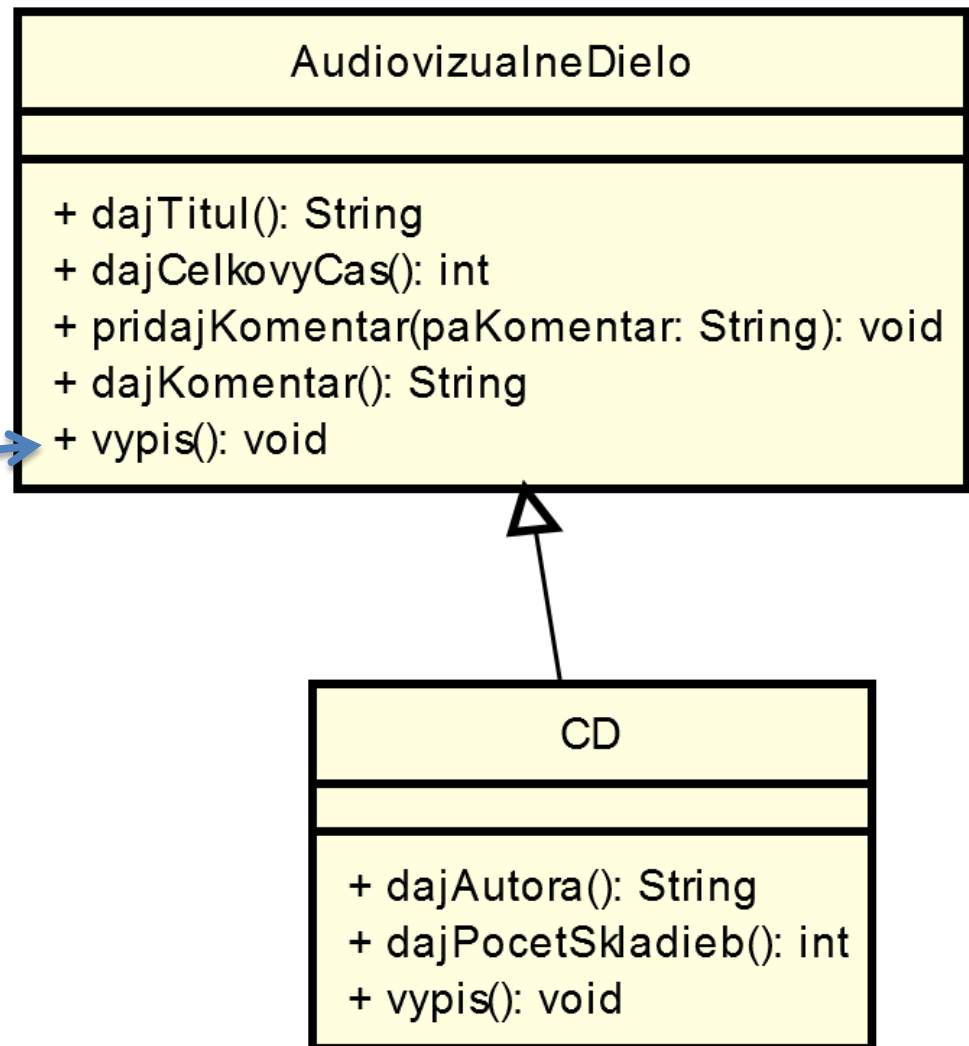 AudiovizualneDielo
+ dajTitul(): String
+ dajCelkovyCas(): int
+ pridajKomentar(paKomentar: String): void
+ dajKomentar(): String
+ vypis(): void
CD
+ dajAutora(): String
+ dajPocetSkladieb(): int
+ vypis(): void